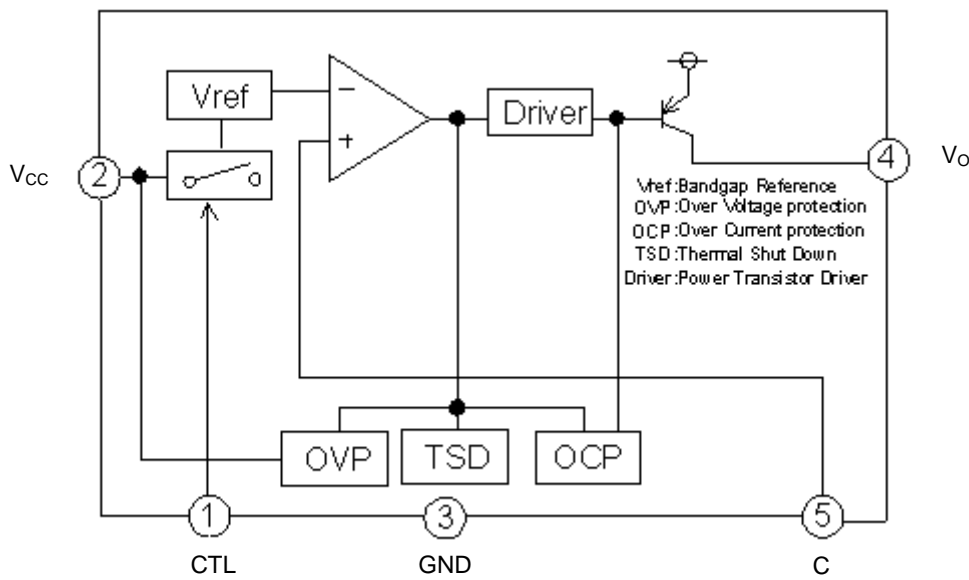 Vref
−
Driver
+
VCC
2
4
VO
Vref:Bandgap Reference
OVP:Over Voltage protection
OCP:Over Current protection
TSD:Thermal Shut Down
Driver:Power Transistor Driver
OVP
TSD
OCP
1
3
5
CTL
GND
C